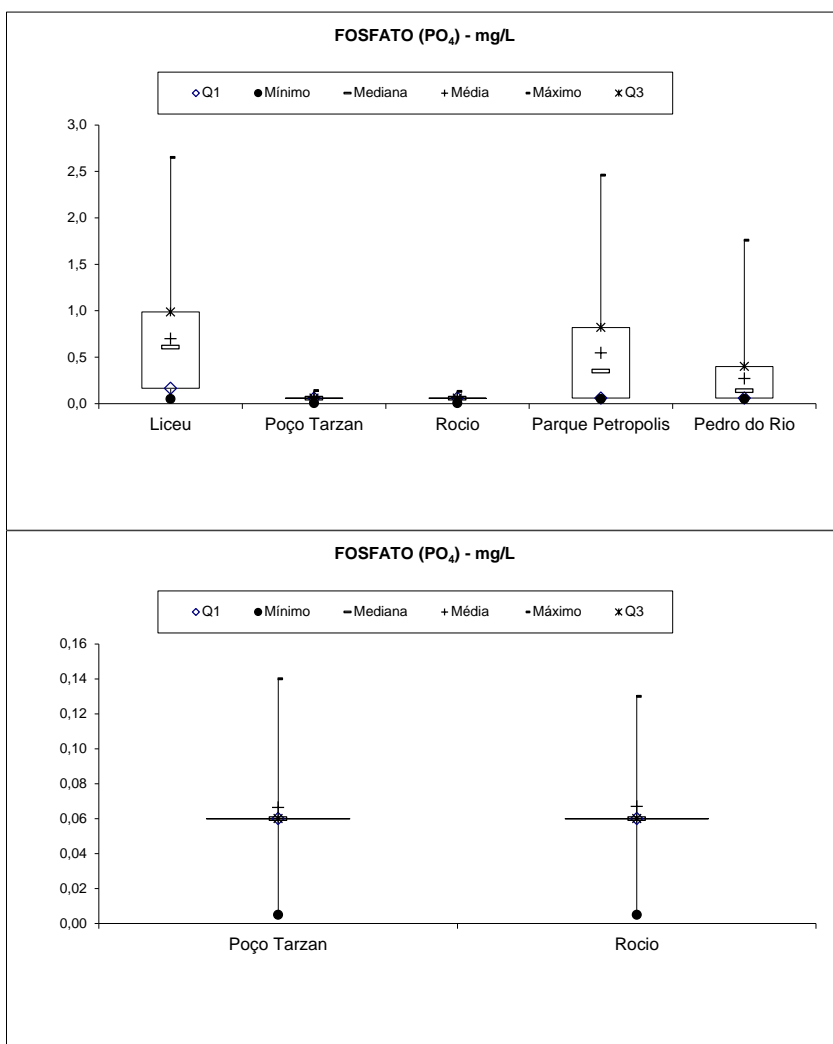 FOSFATO (PO₄) - mg/L
Q1 Mínimo Mediana Média Máximo Q3
3,0
2,5
2,0
1,5
1,0
0,5
0,0
Liceu Poço Tarzan Rocio Parque Petropolis Pedro do Rio
FOSFATO (PO₄) - mg/L
Q1 Mínimo Mediana Média Máximo Q3
0,16
0,14
0,12
0,10
0,08
0,06
0,04
0,02
0,00
Poço Tarzan Rocio